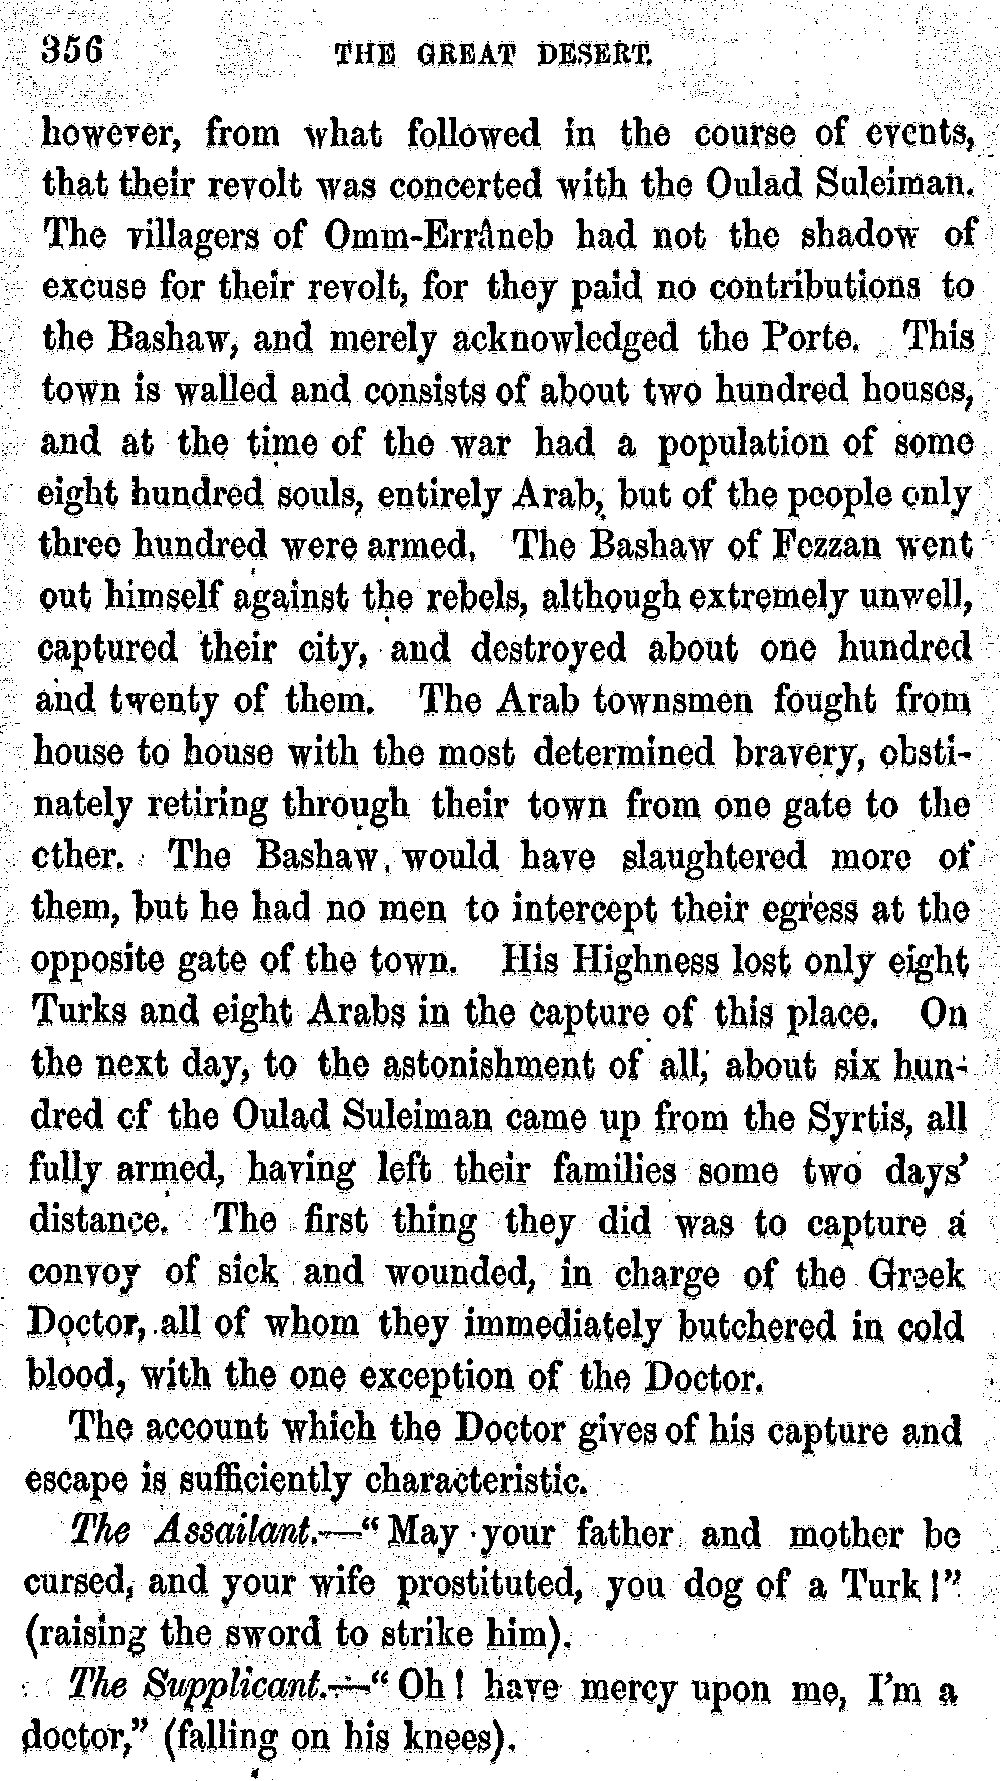 356 THE GREAT DESERT.
however, from what followed in the course of events,
that their revolt was concerted with the Oulad Suleiman.
The villagers of Omm-Errâneb had not the shadow of
excuse for their revolt, for they paid no contributions to
the Bashaw, and merely acknowledged the Porte. This
town is walled and consists of about two hundred houses,
and at the time of the war had a population of some
eight hundred souls, entirely Arab, but of the people only
three hundred were armed. The Bashaw of Fezzan went
out himself against the rebels, although extremely unwell,
captured their city, and destroyed about one hundred
and twenty of them. The Arab townsmen fought from
house to house with the most determined bravery, obsti-
nately retiring through their town from one gate to the
other. The Bashaw would have slaughtered more of
them, but he had no men to intercept their egress at the
opposite gate of the town. His Highness lost only eight
Turks and eight Arabs in the capture of this place. On
the next day, to the astonishment of all, about six hun-
dred of the Oulad Suleiman came up from the Syrtis, all
fully armed, having left their families some two days'
distance. The first thing they did was to capture a
convoy of sick and wounded, in charge of the Greek
Doctor, all of whom they immediately butchered in cold
blood, with the one exception of the Doctor.
The account which the Doctor gives of his capture and
escape is sufficiently characteristic.
The Assailant.—"May your father and mother be
cursed, and your wife prostituted, you dog of a Turk!"
(raising the sword to strike him).
The Supplicant.—"Oh! have mercy upon me, I'm a
doctor," (falling on his knees).